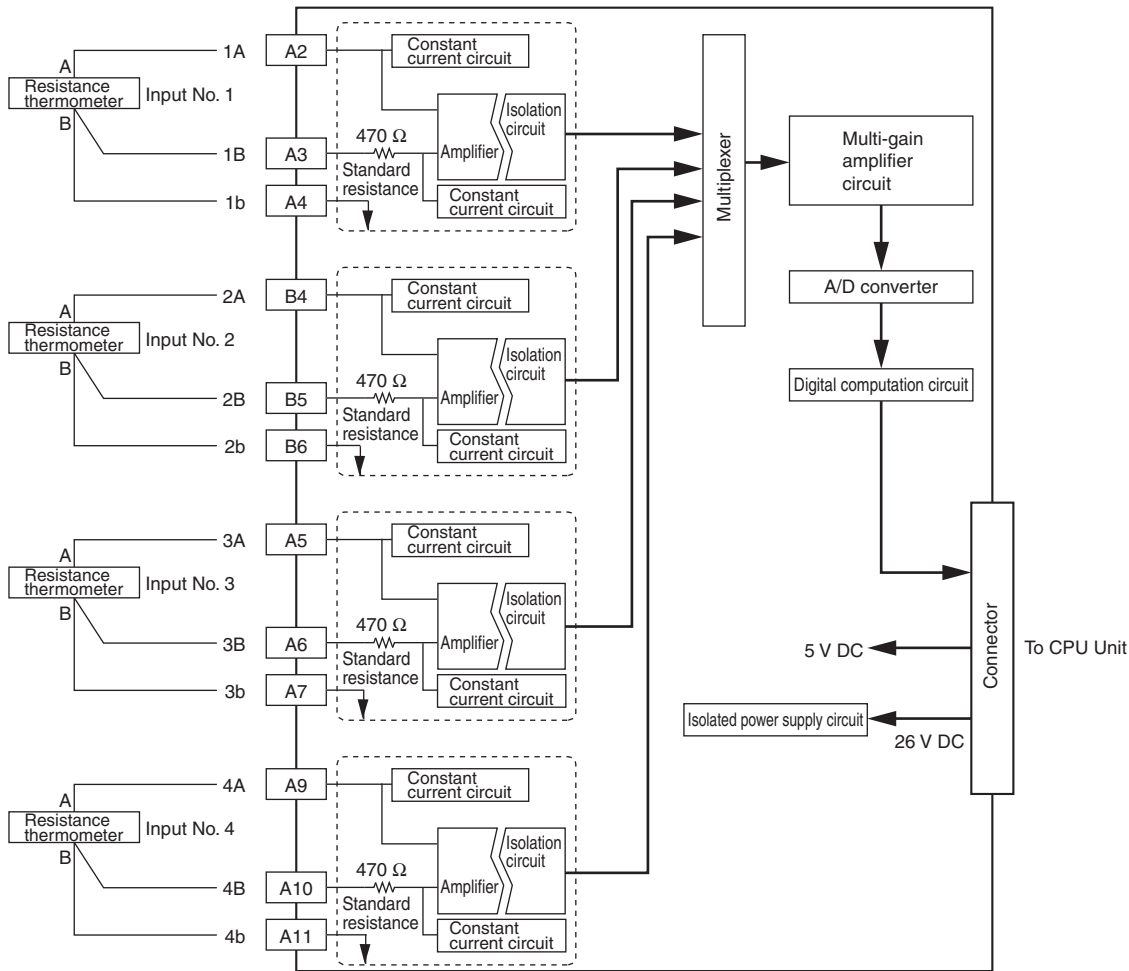 1A
A2
Constant
current circuit
A
Resistance
thermometer
Input No. 1
B
Isolation
circuit
470 Ω
Amplifier
1B
A3
Standard
resistance
1b
A4
Constant
current circuit
Multiplexer
Multi-gain
amplifier
circuit
A/D converter
Digital computation circuit
2A
B4
Constant
current circuit
A
Resistance
thermometer
Input No. 2
B
Isolation
circuit
470 Ω
Amplifier
2B
B5
Standard
resistance
2b
B6
Constant
current circuit
3A
A5
Constant
current circuit
A
Resistance
thermometer
Input No. 3
B
Isolation
circuit
470 Ω
Amplifier
3B
A6
Standard
resistance
3b
A7
Constant
current circuit
5 V DC
Connector
To CPU Unit
Isolated power supply circuit
26 V DC
4A
A9
Constant
current circuit
A
Resistance
thermometer
Input No. 4
B
Isolation
circuit
470 Ω
Amplifier
4B
A10
Standard
resistance
4b
A11
Constant
current circuit